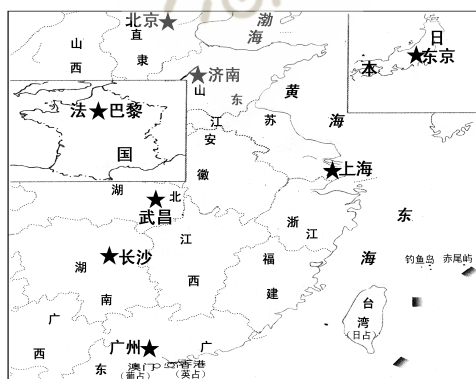 北京
渤
海
直
隶
山
西
济南
山
东
日
本
东京
黄
海
江
苏
法
巴黎
国
安
徽
上海
湖
北
武昌
浙
江
东
海
长沙
江
西
湖
南
福
建
钓鱼岛
赤尾屿
台
湾
(日占)
广
西
广州
广
东
澳门
(葡占)
香港
(英占)